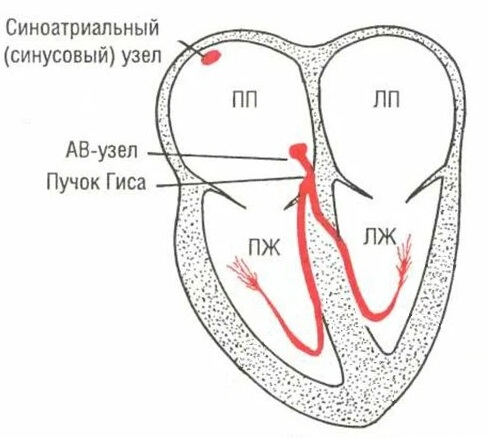 Синоатриальный
(синусовый) узел
ПП
ЛП
АВ-узел
Пучок Гиса
ПЖ
ЛЖ